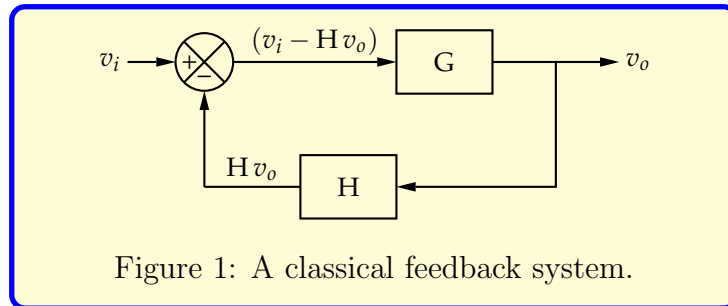 v_i + − (v_i − H v_o) G v_o
H v_o H
Figure 1: A classical feedback system.